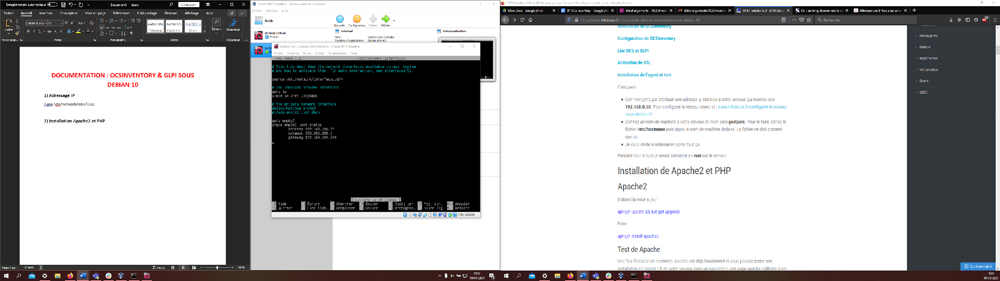 Enregistrement automatique
Document1 Word
Connexion
Fichier Accueil Insertion Conception Mise en page Références Publipostage Révision Affichage Aide
Calibri (Corp 12
Coller
Édition
Rédacteur
AaBbCcDc AaBbCcDc AaBbCc
¶ Normal ¶ Sans int... Titre 1
Presse-pap... Police Paragraphe Styles Rédacteur
DOCUMENTATION : OCSINVENTORY & GLPI SOUS
DEBIAN 10
1) Adressage IP
nano /etc/network/interfaces
2) Installation Apache2 et PHP
Page 1 sur 1 18 mots
Focus
100 %
Oracle VM VirtualBox - Gestionnaire de machines
Fichier Machine Aide
Outils
Nouvelle Configuration Oublier Afficher
Debian Debian
Éteinte
Général
Nom : Gestion Parc Comelec
Système d'exploitation : Debian (64-bit)
Prévisualisation
Gestion Parc Comelec [En fonction] - Oracle VM VirtualBox
Fichier Machine Écran Entrée Périphériques Aide
GNU nano 3.2 /etc/network/interfaces
# This file describes the network interfaces available on your system
# and how to activate them. For more information, see interfaces(5).
source /etc/network/interfaces.d/*
# The loopback network interface
auto lo
iface lo inet loopback
# The primary network interface
#allow-hotplug enp0s3
#iface enp0s3 inet dhcp
auto enp0s3
iface enp0s3 inet static
netmask 255.255.255.0
gateway 192.168.100.254
[ Lecture de 18 lignes ]
^G Aide ^O Écrire ^W Chercher ^K Couper ^J Justifier ^C Pos. cur. M-U Annuler
^X Quitter ^R Lire fich. ^\ Remplacer ^U Coller ^T Orthograp. ^_ Aller lig. M-E Refaire
CTRL DROITE
TUTO Installer GLPI et OCSInventory sous Debian 9 Sans Erreur - Infotrucs.fr - Mozilla Firefox
Mon Drive - Google Drive
IP OCS Inventory - Google Doc
Téléchargements - OCS Invent
Téléchargements OCS Inventory
TUTO Installer GLPI et OCSInve
DS : un long chemin vers la so
Attribuer une IP fixe à un serve
https://www.infotrucs.fr/tuto-installer-glpi-et-ocsinventory-sous-debian-9/
Rechercher
Installation de OCSInventory
Configuration de OCSInventory
Lier OCS et GLPI
Activation de SSL
Installation de l'agent et test
C'est parti
Commençons par attribuer une adresse ip statique à notre serveur. La mienne sera
192.168.0.50. Pour configurer le réseau voyez ici : www.infotrucs.fr/configurer-le-reseau-
sous-debian-9/
Donnez un nom de machine à votre serveur, le mien sera gestparc. Pour le faire, éditez le
fichier /etc/hostname puis tapez le nom de machine dedans. Le fichier ne doit contenir
que ça.
Je vous invite à redémarrer après tout ça.
Pendant tout le tuto je serais connecté en root sur le serveur.
Installation de Apache2 et PHP
Apache2
D'abord la mise à jour :
apt-get update && apt-get upgrade
Enfin :
apt-get install apache2
Test de Apache
Une fois l'installation terminée, Apache est déjà fonctionnel et vous pouvez tester son
installation en tapant l'IP de votre serveur dans un navigateur, une page apache s'affiche alors
Messageries
Matériel
Imprimantes
Virtualisation
Divers
SGBD
Confidentialité
15:31
19/01/2021
15:31
19/01/2021